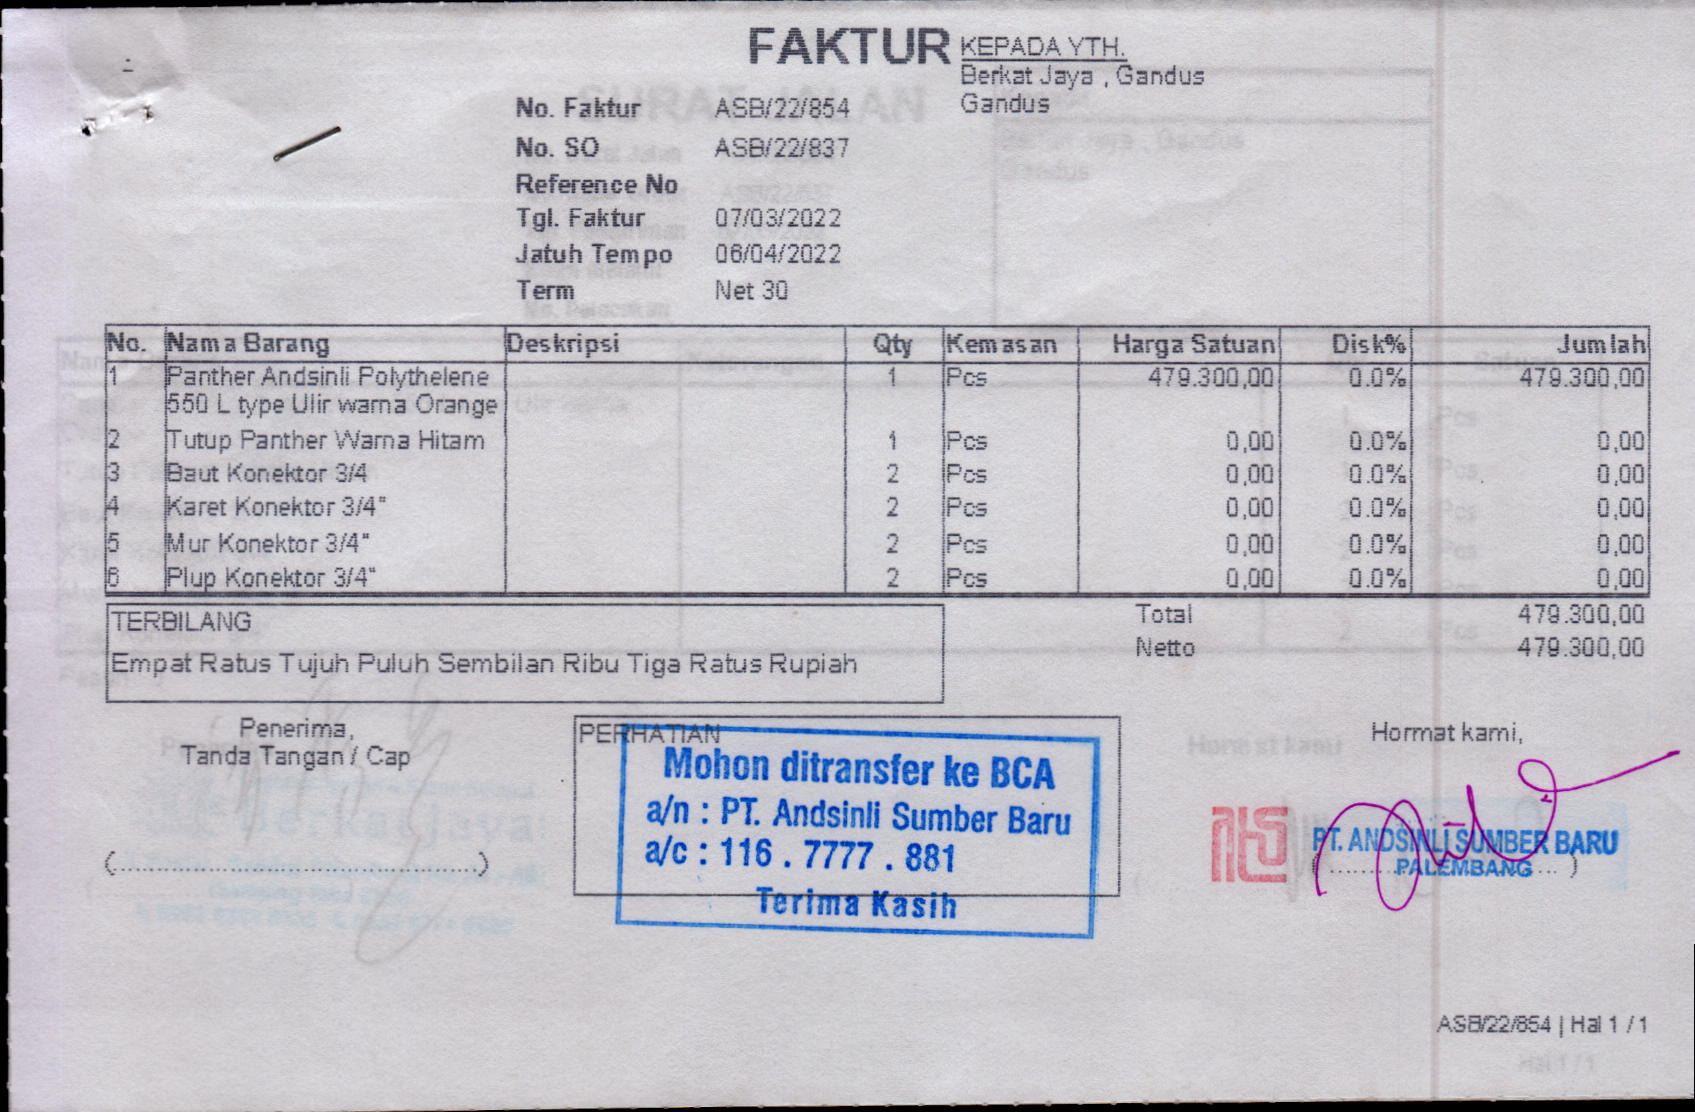 FAKTUR
KEPADA YTH.
Berkat Jaya , Gandus
Gandus
No. Faktur ASB/22/854
No. SO ASB/22/837
Reference No
Tgl. Faktur 07/03/2022
Jatuh Tempo 06/04/2022
Term Net 30
No. Nama Barang Deskripsi Qty Kemasan Harga Satuan Disk% Jumlah
1 Panther Andsinli Polythelene 1 Pcs 479.300,00 0.0% 479.300,00
550 L type Ulir warna Orange
2 Tutup Panther Warna Hitam 1 Pcs 0,00 0.0% 0,00
3 Baut Konektor 3/4 2 Pcs 0,00 0.0% 0,00
4 Karet Konektor 3/4" 2 Pcs 0,00 0.0% 0,00
5 Mur Konektor 3/4" 2 Pcs 0,00 0.0% 0,00
6 Plup Konektor 3/4" 2 Pcs 0,00 0.0% 0,00
TERBILANG
Empat Ratus Tujuh Puluh Sembilan Ribu Tiga Ratus Rupiah
Total 479.300,00
Netto 479.300,00
Penerima,
Tanda Tangan / Cap
(..................................................)
PERHATIAN
Mohon ditransfer ke BCA
a/n : PT. Andsinli Sumber Baru
a/c : 116 . 7777 . 881
Terima Kasih
Hormat kami,
PT. ANDSINLI SUMBER BARU
PALEMBANG
ASB/22/854 | Hal 1 / 1